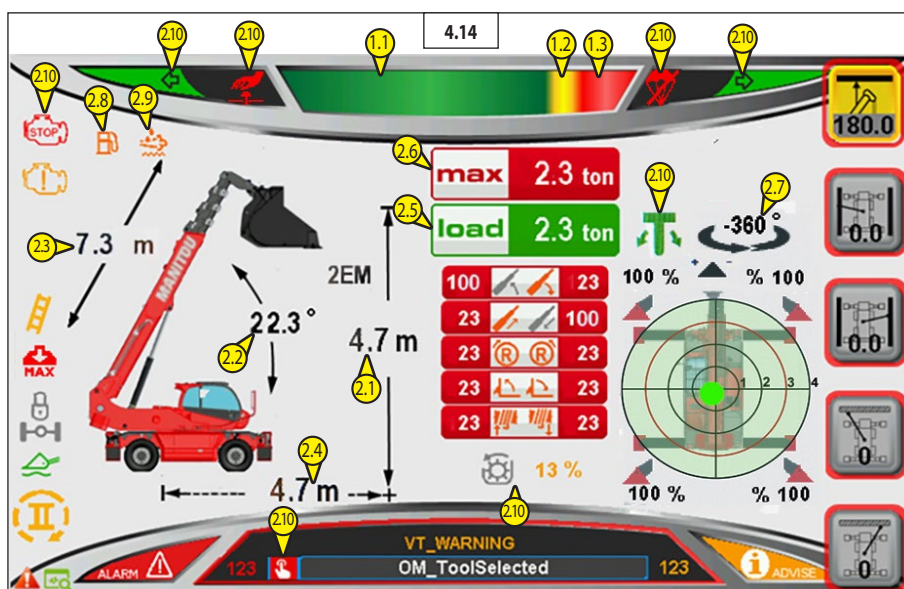 4.14
2.10
2.10
1.1
1.2
1.3
2.10
2.10
2.10
2.8
2.9
STOP
180.0
2.6
max 2.3 ton
2.5
load 2.3 ton
2.10
2.7
-360°
2.3
7.3 m
MANITOU
2EM
100 23
23 100
23 R R 23
23 23
23 23
+ -
100 % % 100
0.0
22.3°
2.2
4.7 m
2.1
1 2 3 4
0.0
MAX
2.4
4.7 m
13 %
2.10
100 % % 100
0
II
2.10
VT_WARNING
ALARM
123 OM_ToolSelected 123
i ADVISE
0